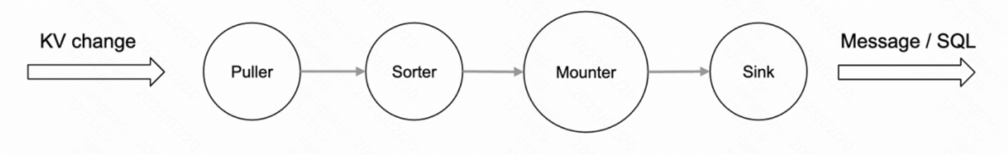 KV change
Puller
Sorter
Mounter
Sink
Message / SQL